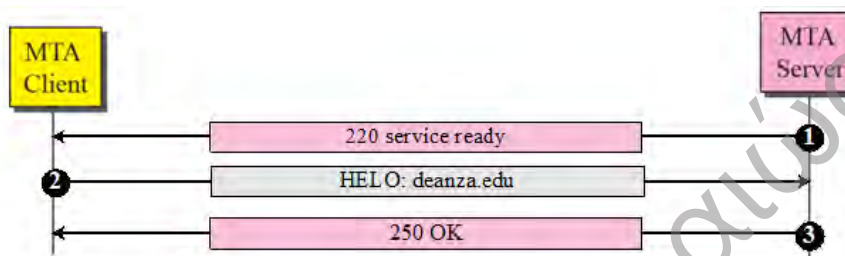 MTA
Client
MTA
Server
220 service ready
1
2
HELO: deanza.edu
250 OK
3